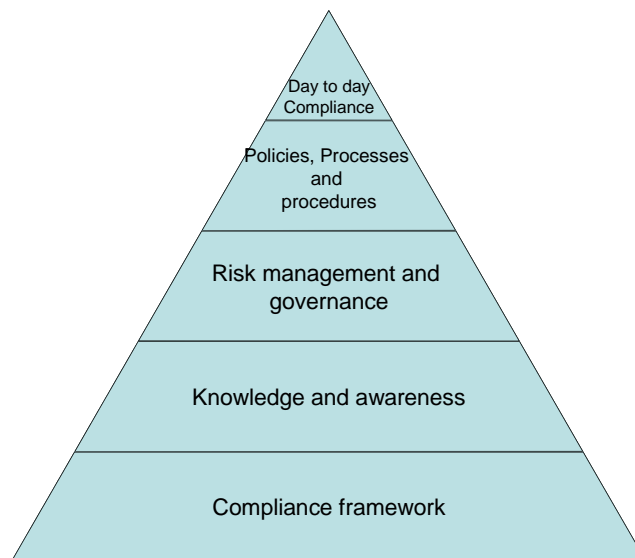 Day to day
Compliance
Policies, Processes
and
procedures
Risk management and
governance
Knowledge and awareness
Compliance framework